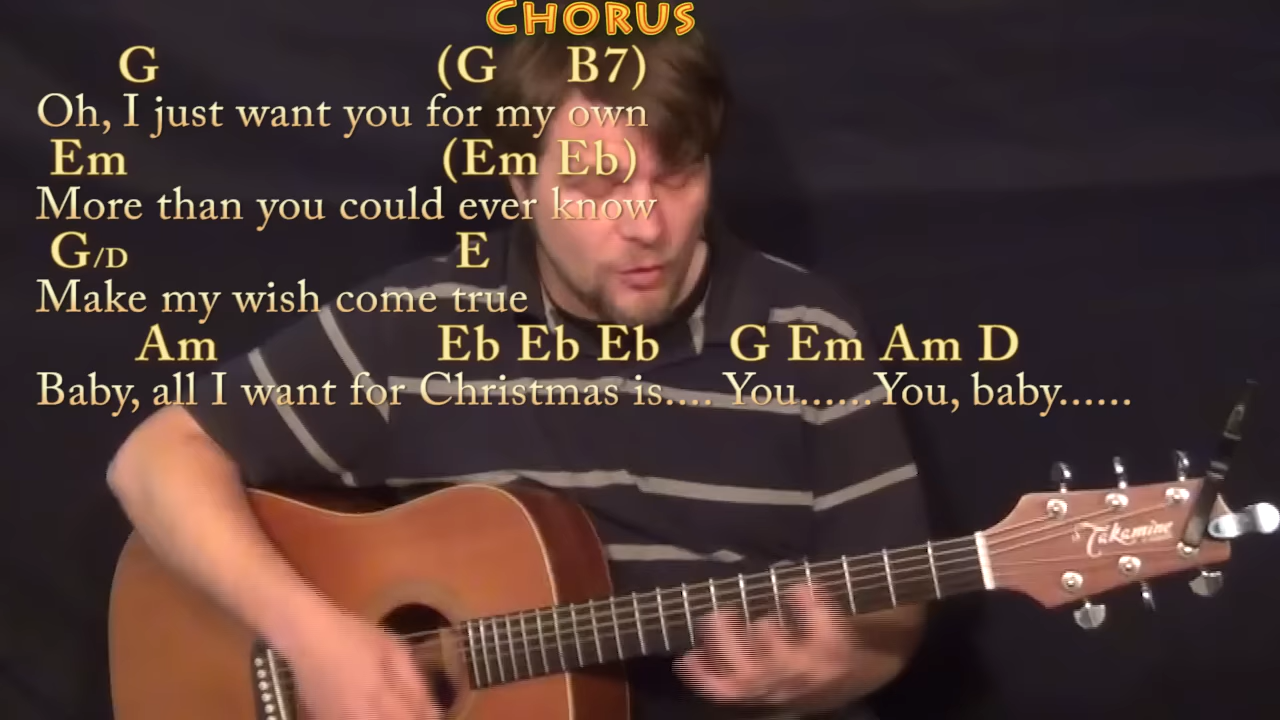 CHORUS
G (G B7)
Oh, I just want you for my own
Em (Em Eb)
More than you could ever know
G/D E
Make my wish come true
Am Eb Eb Eb G Em Am D
Baby, all I want for Christmas is.... You......You, baby......
Takamine